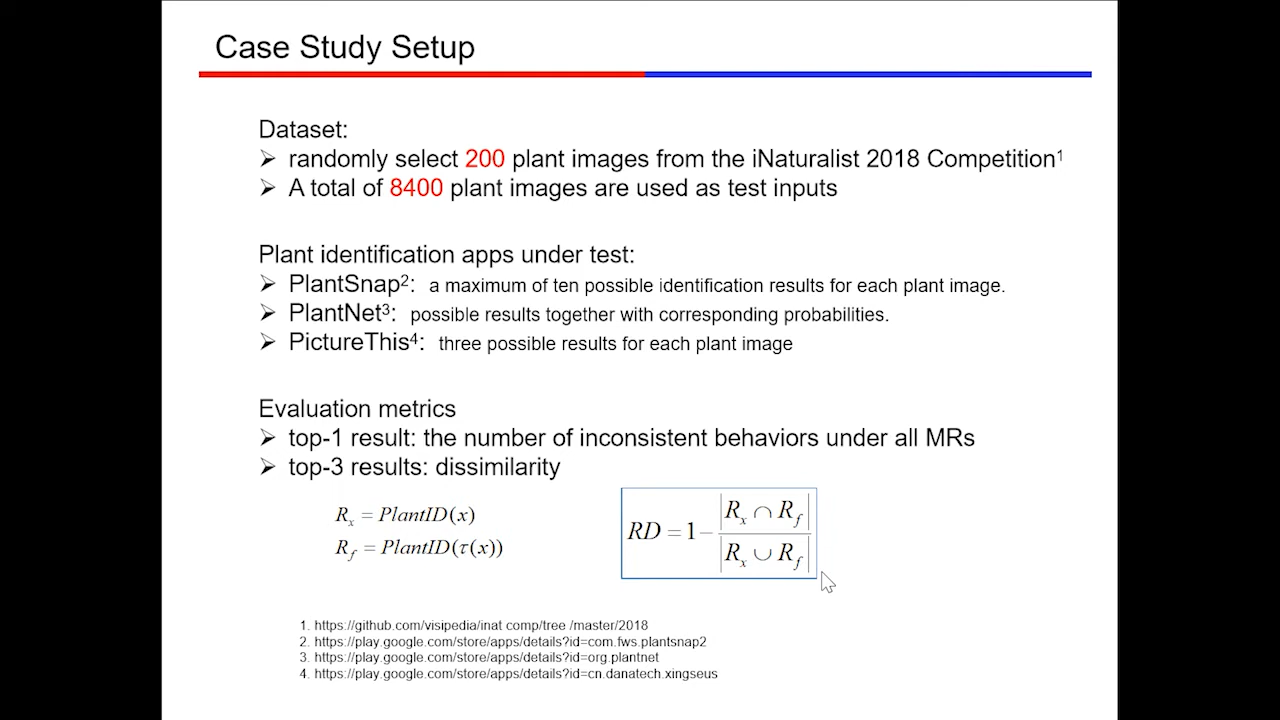 Case Study Setup
Dataset:
➢ randomly select 200 plant images from the iNaturalist 2018 Competition¹
➢ A total of 8400 plant images are used as test inputs
Plant identification apps under test:
➢ PlantSnap²: a maximum of ten possible identification results for each plant image.
➢ PlantNet³: possible results together with corresponding probabilities.
➢ PictureThis⁴: three possible results for each plant image
Evaluation metrics
➢ top-1 result: the number of inconsistent behaviors under all MRs
➢ top-3 results: dissimilarity
R_x = PlantID(x)
R_f = PlantID(τ(x))
RD = 1 − |R_x ∩ R_f| / |R_x ∪ R_f|
1. https://github.com/visipedia/inat comp/tree /master/2018
2. https://play.google.com/store/apps/details?id=com.fws.plantsnap2
3. https://play.google.com/store/apps/details?id=org.plantnet
4. https://play.google.com/store/apps/details?id=cn.danatech.xingseus